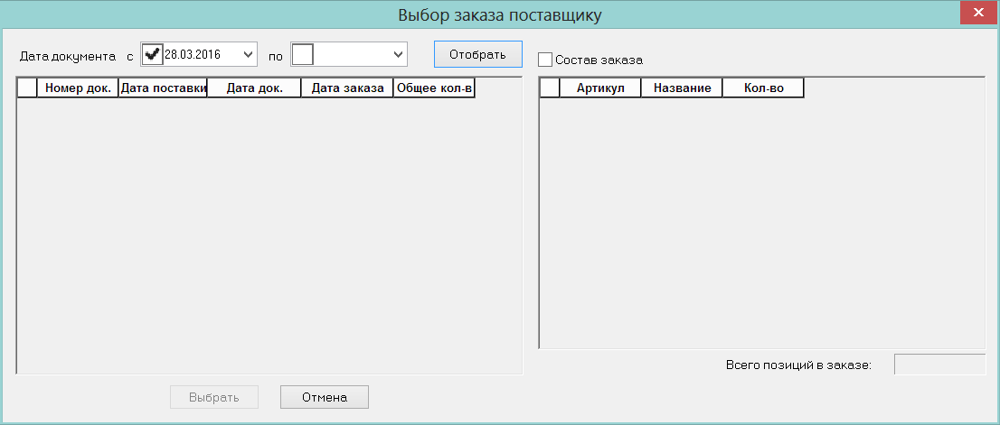 Выбор заказа поставщику
Дата документа с 28.03.2016 по Отобрать
Состав заказа
Номер док. Дата поставки Дата док. Дата заказа Общее кол-в
Артикул Название Кол-во
Всего позиций в заказе:
Выбрать Отмена